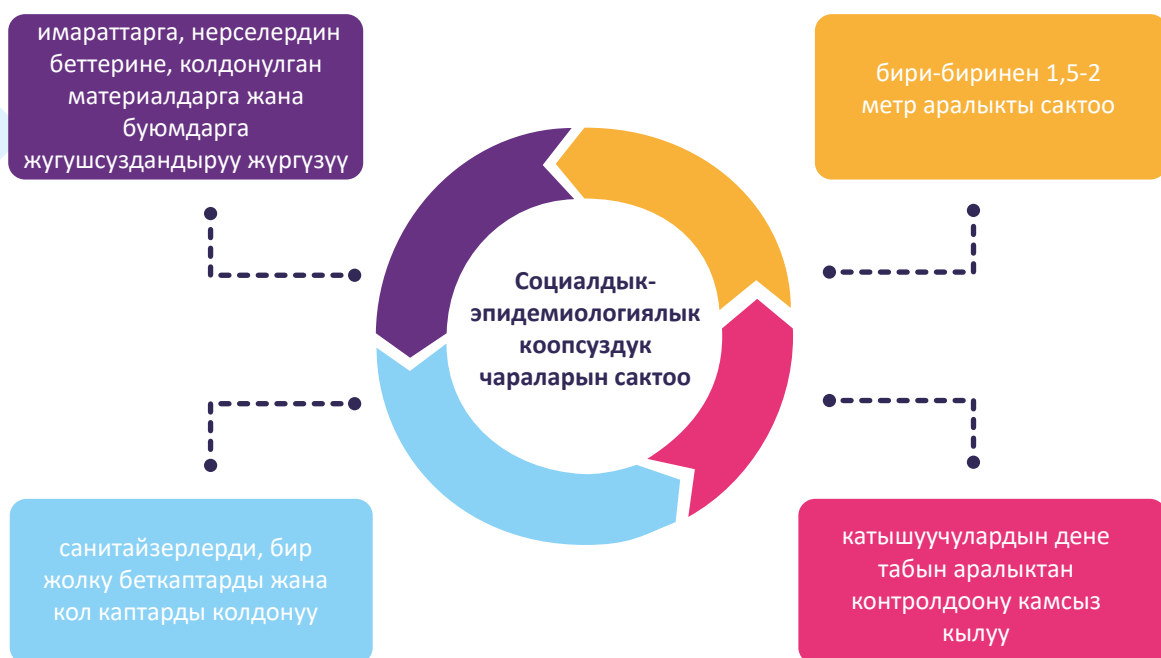 имараттарга, нерселердин
беттерине, колдонулган
материалдарга жана
буюмдарга
жугушсуздандыруу жүргүзүү
бири-биринен 1,5-2
метр аралыкты сактоо
Социалдык-
эпидемиологиялык
коопсуздук
чараларын сактоо
санитайзерлерди, бир
жолку беткаптарды жана
кол каптарды колдонуу
катышуучулардын дене
табын аралыктан
контролдоону камсыз
кылуу